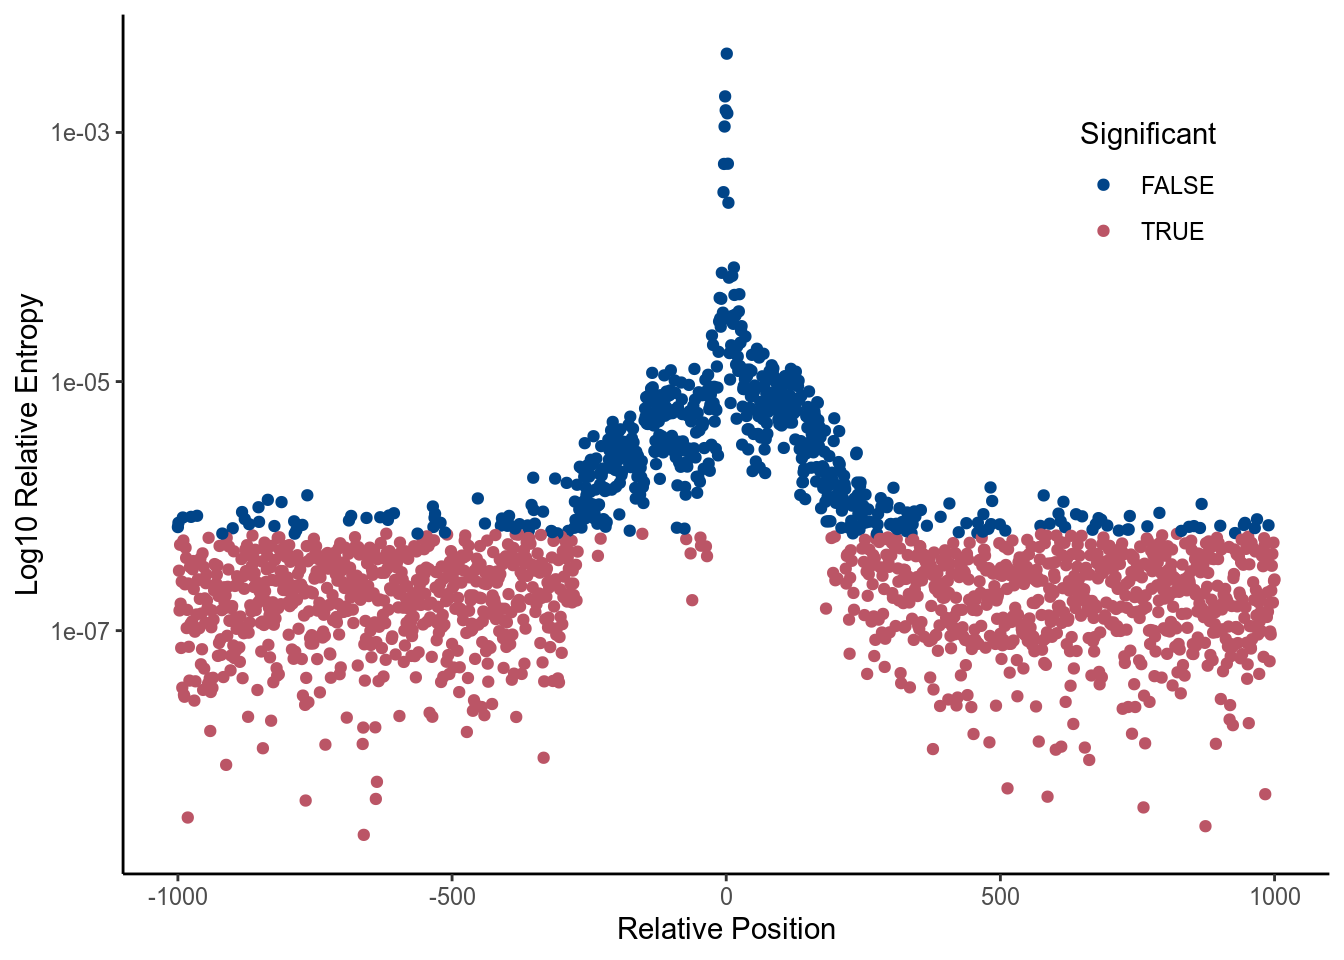 Significant
FALSE
TRUE
Log10 Relative Entropy
1e-03
1e-05
1e-07
-1000
-500
0
500
1000
Relative Position